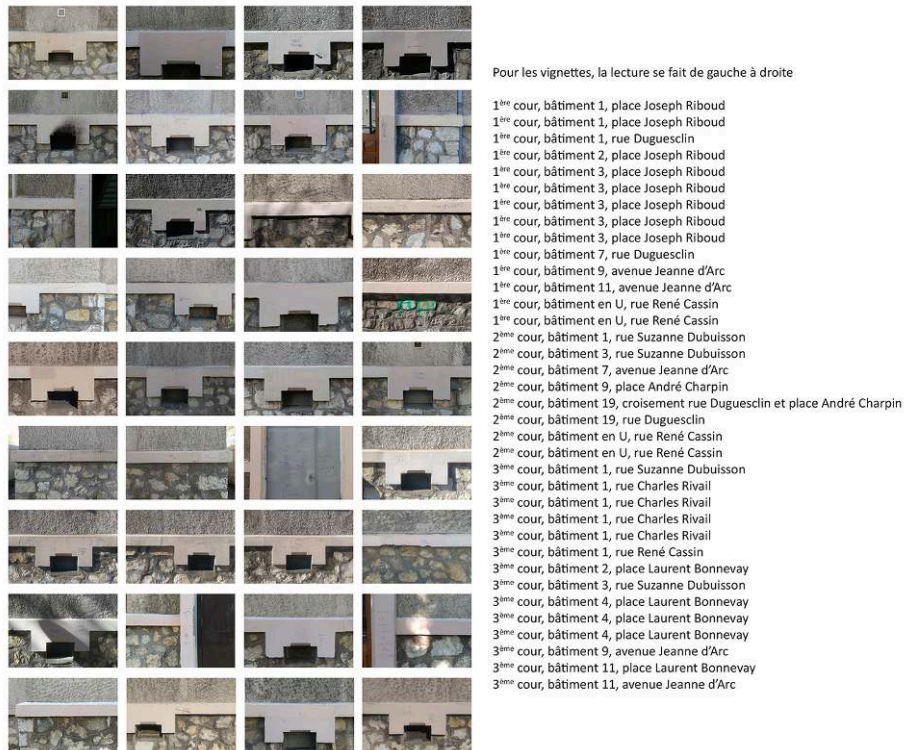 Pour les vignettes, la lecture se fait de gauche à droite
1ère cour, bâtiment 1, place Joseph Riboud
1ère cour, bâtiment 1, place Joseph Riboud
1ère cour, bâtiment 1, rue Duguesclin
1ère cour, bâtiment 2, place Joseph Riboud
1ère cour, bâtiment 3, place Joseph Riboud
1ère cour, bâtiment 3, place Joseph Riboud
1ère cour, bâtiment 3, place Joseph Riboud
1ère cour, bâtiment 3, place Joseph Riboud
1ère cour, bâtiment 3, place Joseph Riboud
1ère cour, bâtiment 7, rue Duguesclin
1ère cour, bâtiment 9, avenue Jeanne d'Arc
1ère cour, bâtiment 11, avenue Jeanne d'Arc
1ère cour, bâtiment en U, rue René Cassin
1ère cour, bâtiment en U, rue René Cassin
2ème cour, bâtiment 1, rue Suzanne Dubuisson
2ème cour, bâtiment 3, rue Suzanne Dubuisson
2ème cour, bâtiment 7, avenue Jeanne d'Arc
2ème cour, bâtiment 9, place André Charpin
2ème cour, bâtiment 19, croisement rue Duguesclin et place André Charpin
2ème cour, bâtiment 19, rue Duguesclin
2ème cour, bâtiment en U, rue René Cassin
2ème cour, bâtiment en U, rue René Cassin
3ème cour, bâtiment 1, rue Suzanne Dubuisson
3ème cour, bâtiment 1, rue Charles Rivail
3ème cour, bâtiment 1, rue Charles Rivail
3ème cour, bâtiment 1, rue Charles Rivail
3ème cour, bâtiment 1, rue Charles Rivail
3ème cour, bâtiment 1, rue René Cassin
3ème cour, bâtiment 2, place Laurent Bonnevay
3ème cour, bâtiment 3, rue Suzanne Dubuisson
3ème cour, bâtiment 4, place Laurent Bonnevay
3ème cour, bâtiment 4, place Laurent Bonnevay
3ème cour, bâtiment 4, place Laurent Bonnevay
3ème cour, bâtiment 9, avenue Jeanne d'Arc
3ème cour, bâtiment 11, place Laurent Bonnevay
3ème cour, bâtiment 11, avenue Jeanne d'Arc